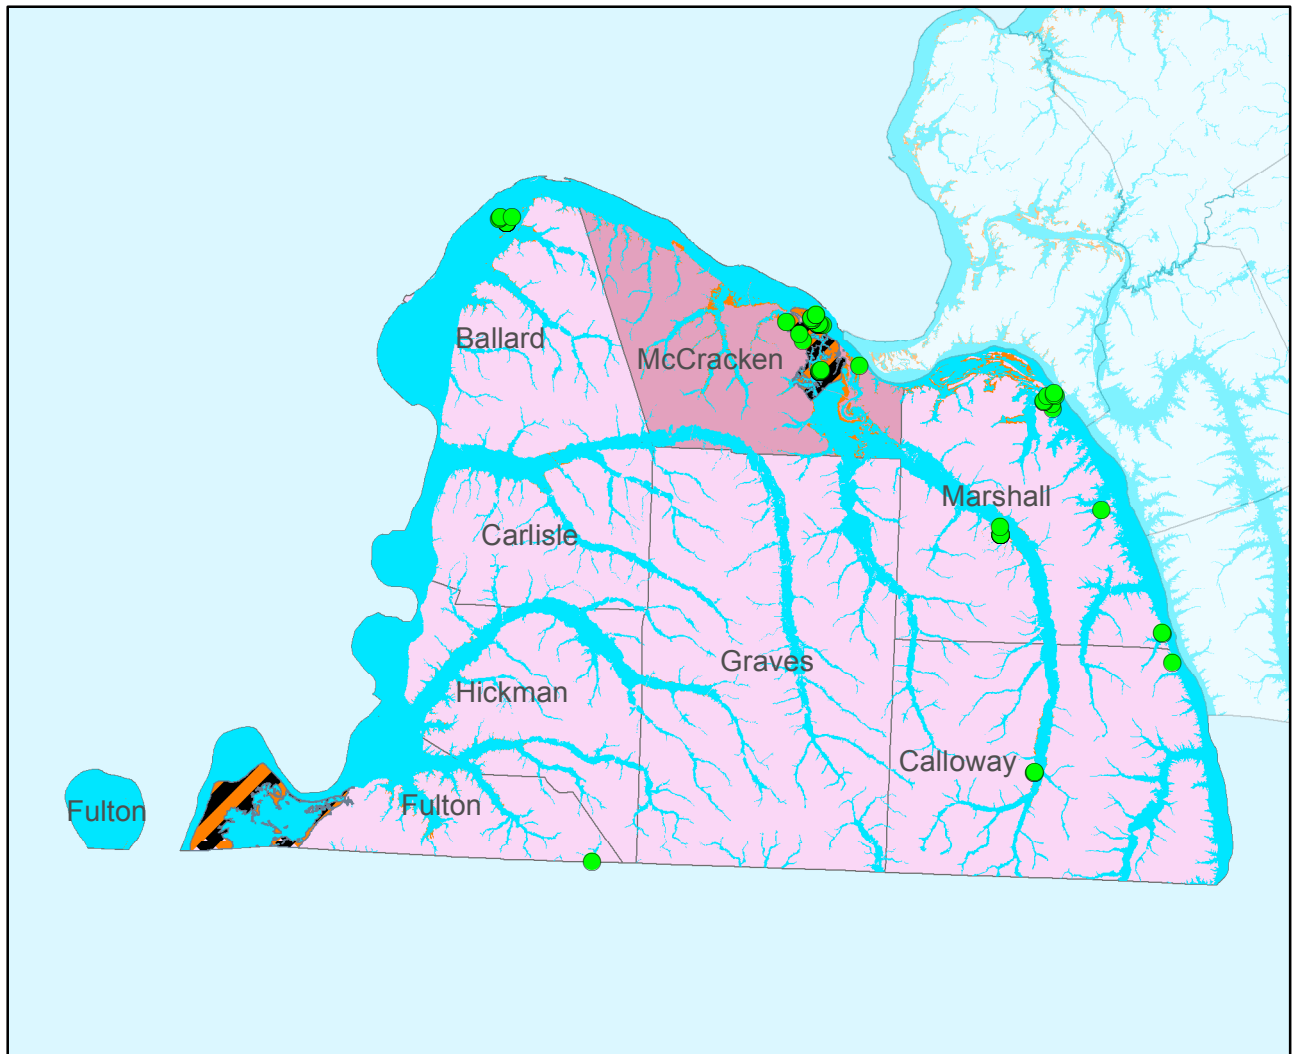 Ballard
McCracken
Marshall
Carlisle
Graves
Hickman
Calloway
Fulton
Fulton